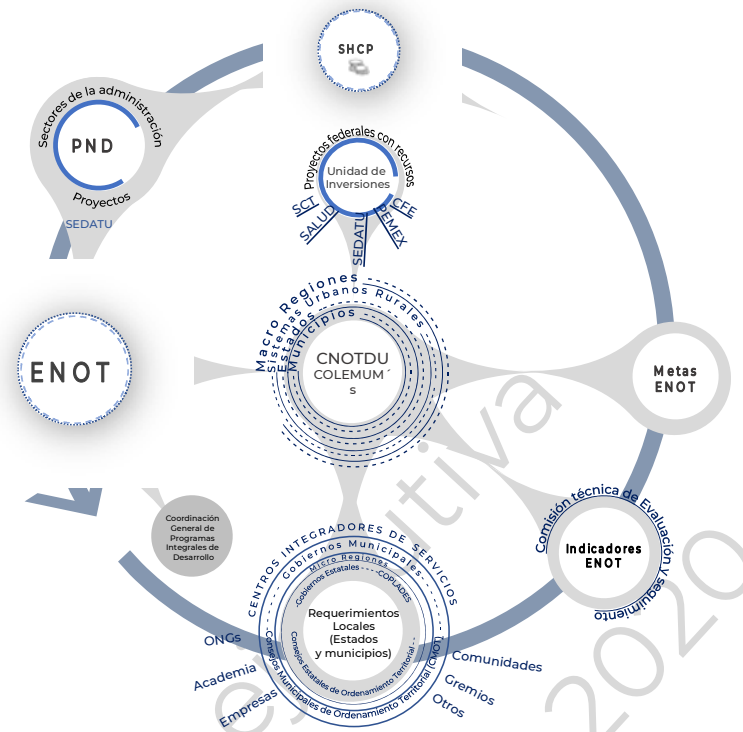 SHCP
Sectores de la administración
PND
Proyectos
SEDATU
Proyectos federales con recursos
Unidad de
Inversiones
SCT
SALUD
SEDATU
PEMEX
CFE
Macro Regiones
Sistemas Urbanos Rurales
Estados
Municipios
CNOTDU
COLEMUM´
s
ENOT
Metas
ENOT
Coordinación
General de
Programas
Integrales de
Desarrollo
Comisión técnica de Evaluación y seguimiento
Indicadores
ENOT
CENTROS INTEGRADORES DE SERVICIOS
Gobiernos Municipales
Micro Regiones
Gobiernos Estatales - - - - COPLADES
Requerimientos
Locales
(Estados
y municipios)
Consejos Estatales de Ordenamiento Territorial
Consejos Municipales de Ordenamiento Territorial (CMOT)
ONGs
Academia
Empresas
Comunidades
Gremios
Otros
ejecutiva
2020